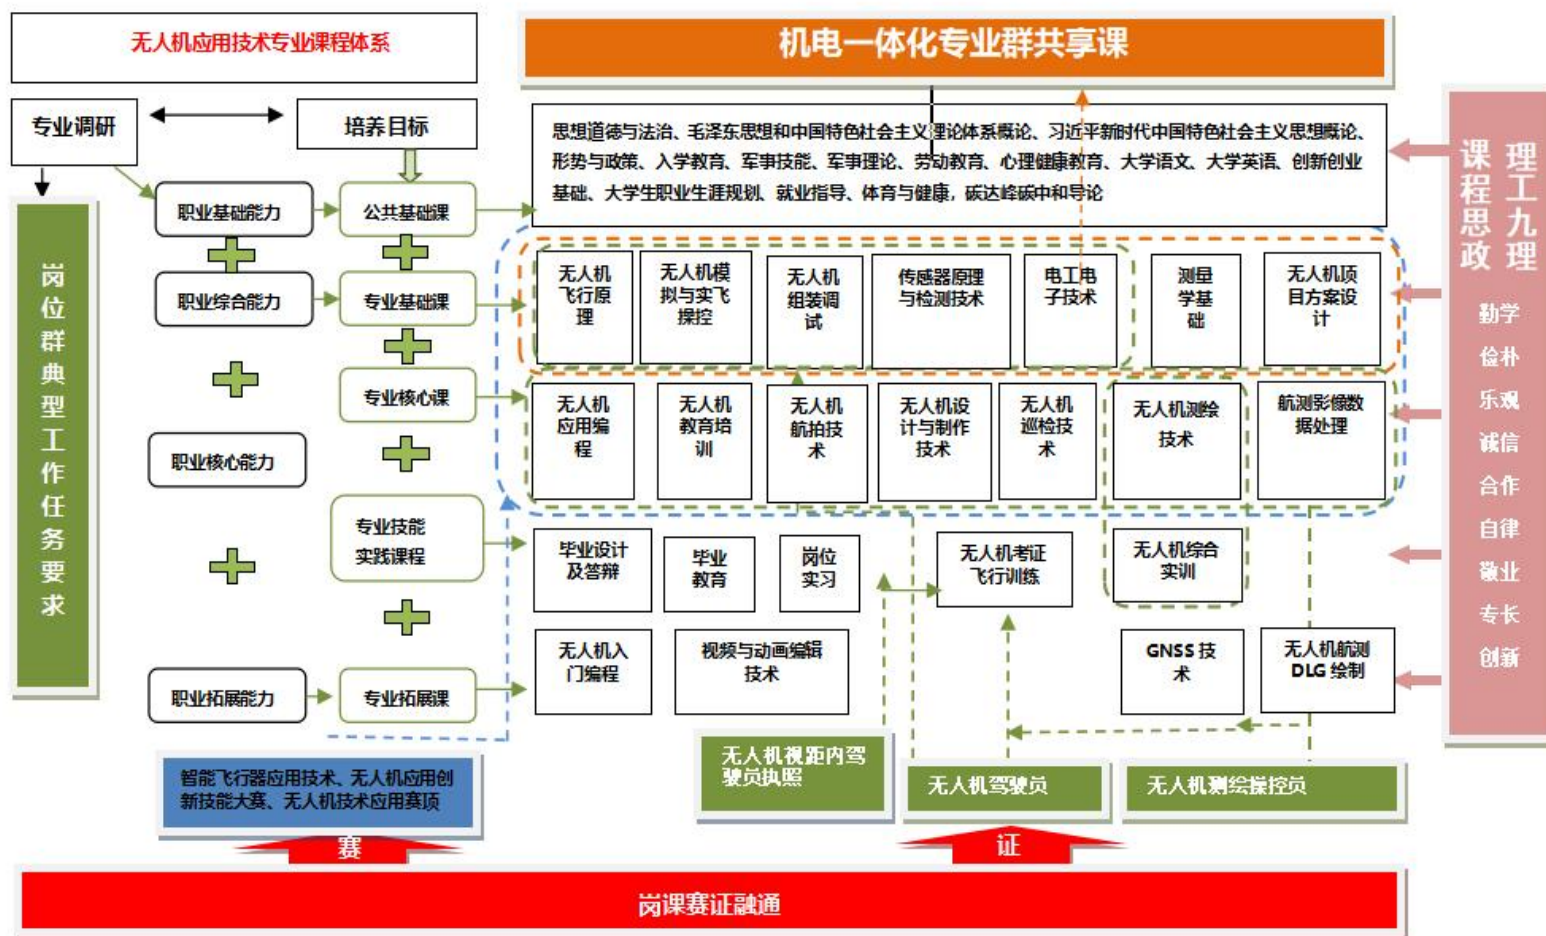 无人机应用技术专业课程体系
机电一体化专业群共享课
专业调研
培养目标
思想道德与法治、毛泽东思想和中国特色社会主义理论体系概论、习近平新时代中国特色社会主义思想概论、
形势与政策、入学教育、军事技能、军事理论、劳动教育、心理健康教育、大学语文、大学英语、创新创业
基础、大学生职业生涯规划、就业指导、体育与健康，碳达峰碳中和导论
职业基础能力
公共基础课
职业综合能力
专业基础课
无人机
飞行原
理
无人机模
拟与实飞
操控
无人机
组装调
试
传感器原理
与检测技术
电工电
子技术
测量
学基
础
无人机项
目方案设
计
专业核心课
无人机
应用编
程
无人机
教育培
训
无人机
航拍技
术
无人机设
计与制作
技术
无人机
巡检技
术
无人机测绘
技术
航测影像数
据处理
职业核心能力
专业技能
实践课程
毕业设计
及答辩
毕业
教育
岗位
实习
无人机考证
飞行训练
无人机综合
实训
职业拓展能力
专业拓展课
无人机入
门编程
视频与动画编辑
技术
GNSS 技
术
无人机航测
DLG 绘制
岗位群典型工作任务要求
理工九理
课程思政
勤学
俭朴
乐观
诚信
合作
自律
敬业
专长
创新
智能飞行器应用技术、无人机应用创
新技能大赛、无人机技术应用赛项
无人机视距内驾
驶员执照
无人机驾驶员
无人机测绘操控员
赛
证
岗课赛证融通